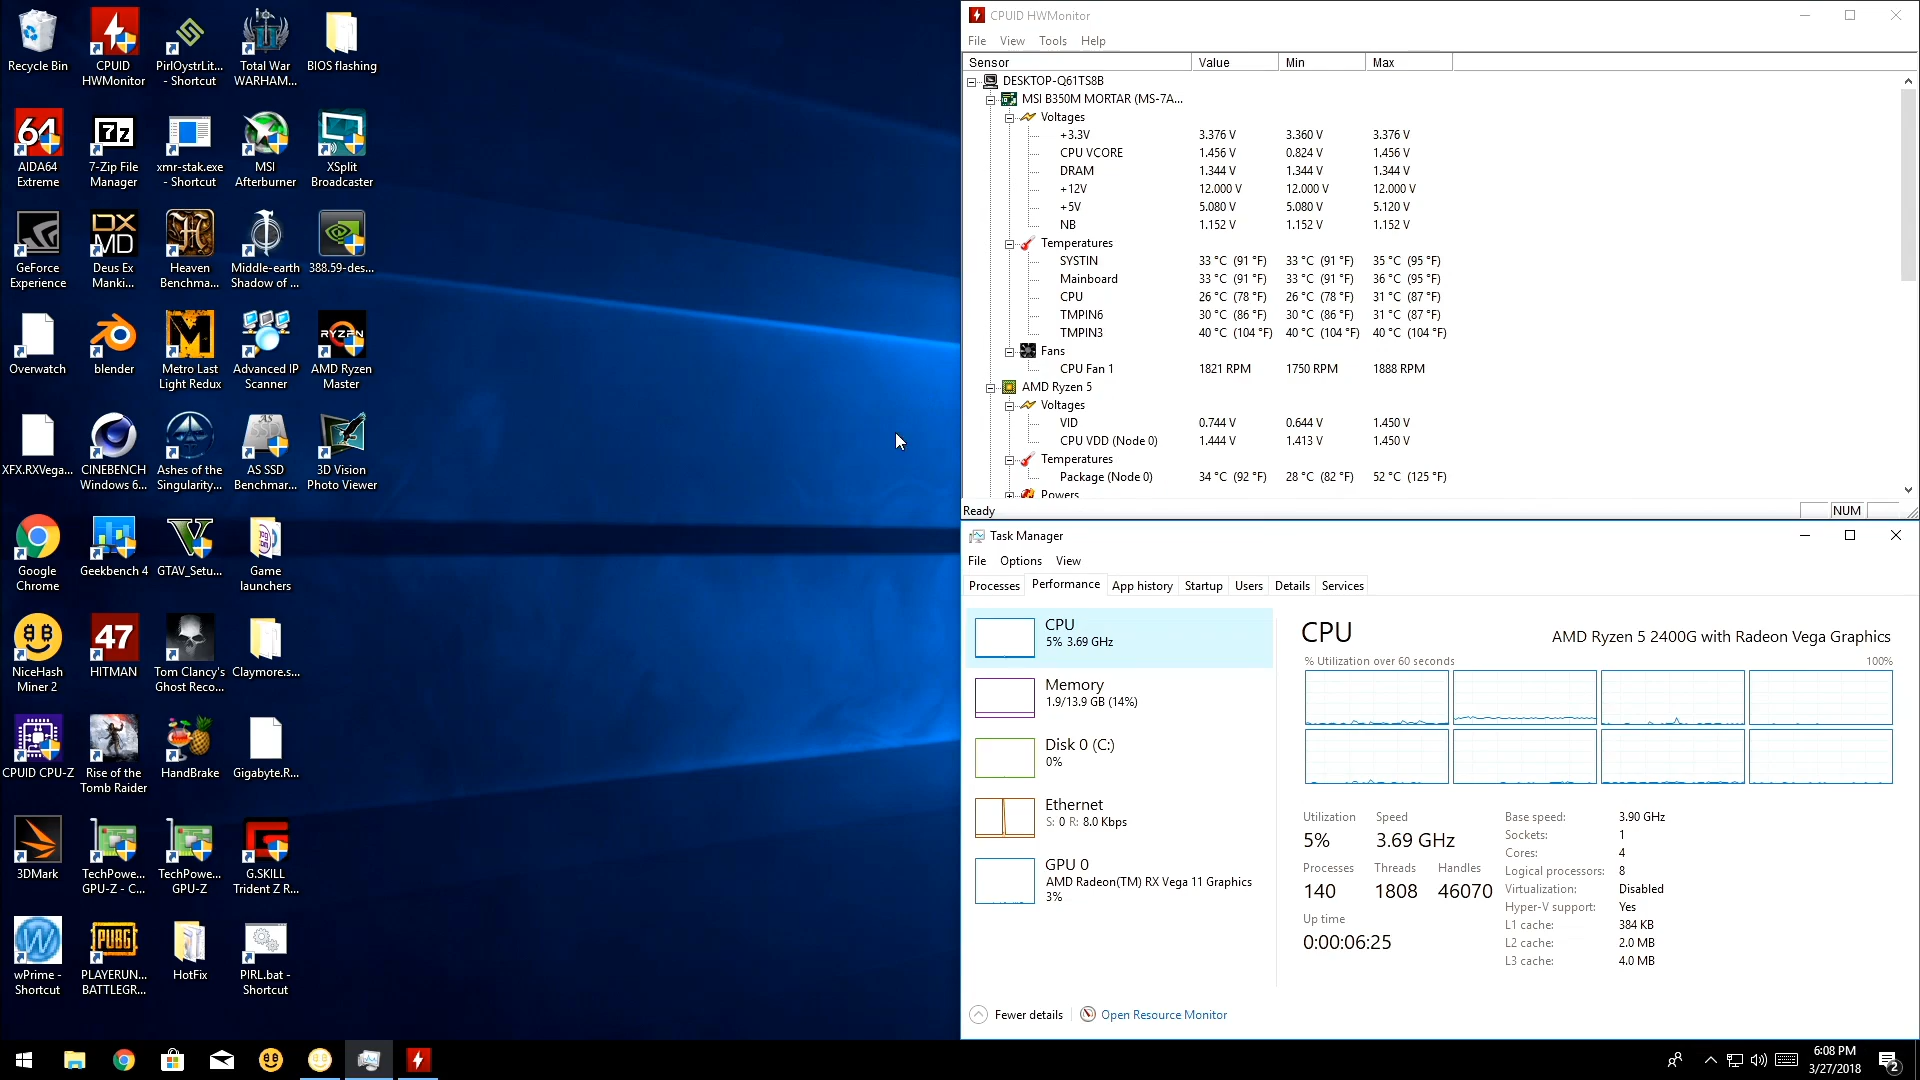 Recycle Bin
CPUID
HWMonitor
PirlOystrLit...
- Shortcut
Total War
WARHAM...
BIOS flashing
64
AIDA64
Extreme
7z
7-Zip File
Manager
xmr-stak.exe
- Shortcut
MSI
Afterburner
XSplit
Broadcaster
GeForce
Experience
DX
MD
Deus Ex
Manki...
Heaven
Benchma...
Middle-earth
Shadow of ...
388.59-des...
Overwatch
blender
Metro Last
Light Redux
Advanced IP
Scanner
RYZEN
AMD Ryzen
Master
XFX.RXVega...
CINEBENCH
Windows 6...
Ashes of the
Singularity...
AS SSD
AS SSD
Benchmar...
3D Vision
Photo Viewer
Google
Chrome
Geekbench 4
V
GTAV_Setu...
Game
launchers
NiceHash
Miner 2
47
HITMAN
Tom Clancy's
Ghost Reco...
Claymore.s...
CPUID CPU-Z
Rise of the
Tomb Raider
HandBrake
Gigabyte.R...
3DMark
TechPowe...
GPU-Z - C...
TechPowe...
GPU-Z
G.SKILL
Trident Z R...
W
wPrime -
Shortcut
PUBG
PLAYERUN...
BATTLEGR...
HotFix
PIRL.bat -
Shortcut
CPUID HWMonitor
File View Tools Help
Sensor Value Min Max
DESKTOP-Q61TS8B
MSI B350M MORTAR (MS-7A...
Voltages
+3.3V 3.376 V 3.360 V 3.376 V
CPU VCORE 1.456 V 0.824 V 1.456 V
DRAM 1.344 V 1.344 V 1.344 V
+12V 12.000 V 12.000 V 12.000 V
+5V 5.080 V 5.080 V 5.120 V
NB 1.152 V 1.152 V 1.152 V
Temperatures
SYSTIN 33 °C (91 °F) 33 °C (91 °F) 35 °C (95 °F)
Mainboard 33 °C (91 °F) 33 °C (91 °F) 36 °C (95 °F)
CPU 26 °C (78 °F) 26 °C (78 °F) 31 °C (87 °F)
TMPIN6 30 °C (86 °F) 30 °C (86 °F) 31 °C (87 °F)
TMPIN3 40 °C (104 °F) 40 °C (104 °F) 40 °C (104 °F)
Fans
CPU Fan 1 1821 RPM 1750 RPM 1888 RPM
AMD Ryzen 5
Voltages
VID 0.744 V 0.644 V 1.450 V
CPU VDD (Node 0) 1.444 V 1.413 V 1.450 V
Temperatures
Package (Node 0) 34 °C (92 °F) 28 °C (82 °F) 52 °C (125 °F)
Powers
Ready NUM
Task Manager
File Options View
Processes Performance App history Startup Users Details Services
CPU
5% 3.69 GHz
Memory
1.9/13.9 GB (14%)
Disk 0 (C:)
0%
Ethernet
S: 0 R: 8.0 Kbps
GPU 0
AMD Radeon(TM) RX Vega 11 Graphics
3%
CPU AMD Ryzen 5 2400G with Radeon Vega Graphics
% Utilization over 60 seconds 100%
Utilization Speed
5% 3.69 GHz
Processes Threads Handles
140 1808 46070
Up time
0:00:06:25
Base speed: 3.90 GHz
Sockets: 1
Cores: 4
Logical processors: 8
Virtualization: Disabled
Hyper-V support: Yes
L1 cache: 384 KB
L2 cache: 2.0 MB
L3 cache: 4.0 MB
Fewer details Open Resource Monitor
6:08 PM
3/27/2018
2